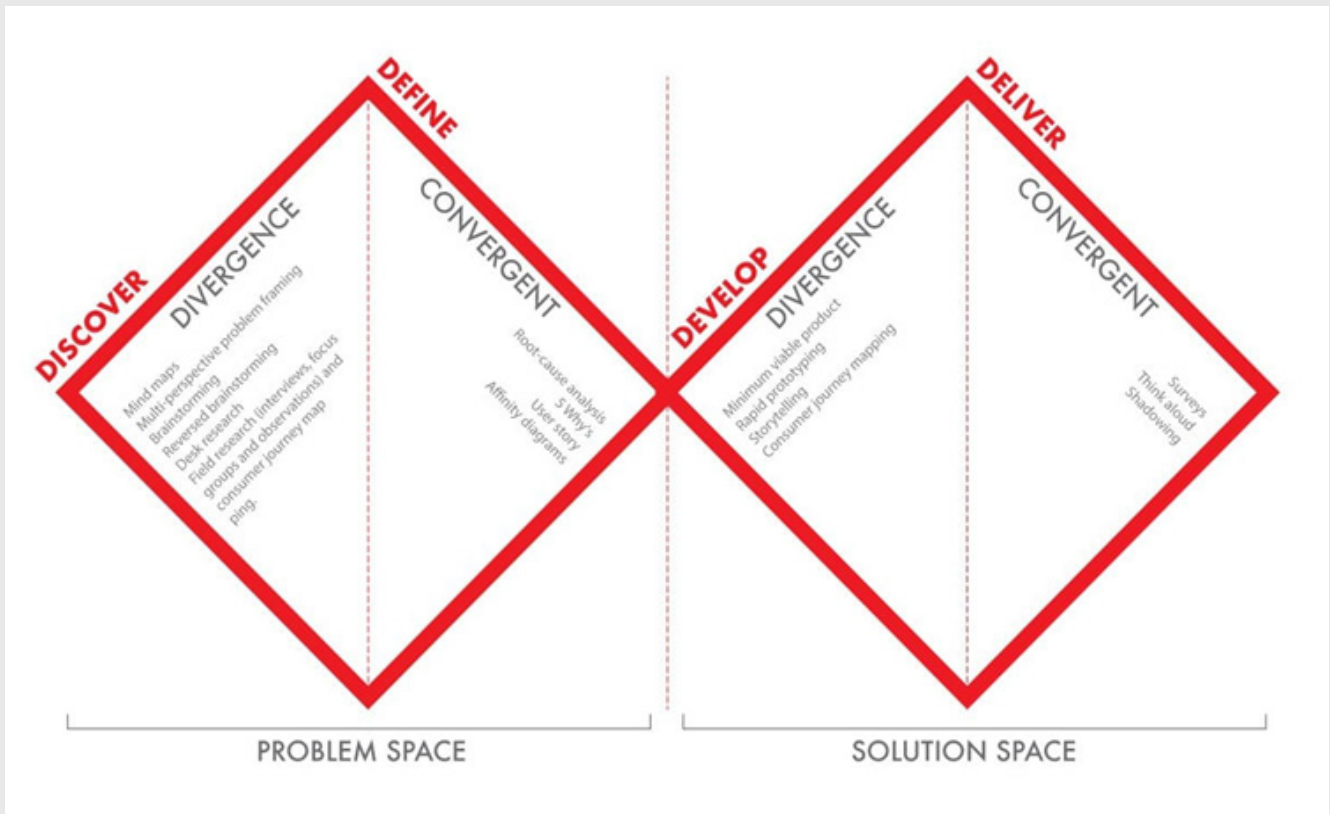 DISCOVER
DIVERGENCE
Mind maps
Multi-perspective problem framing
Brainstorming
Reversed brainstorming
Desk research
Field research (interviews, focus
groups and observations) and
consumer journey map
ping.
DEFINE
CONVERGENT
Root-cause analysis
5 Why's
User story
Affinity diagrams
DEVELOP
DIVERGENCE
Minimum viable product
Rapid prototyping
Storytelling
Consumer journey mapping
DELIVER
CONVERGENT
Surveys
Think aloud
Shadowing
PROBLEM SPACE
SOLUTION SPACE